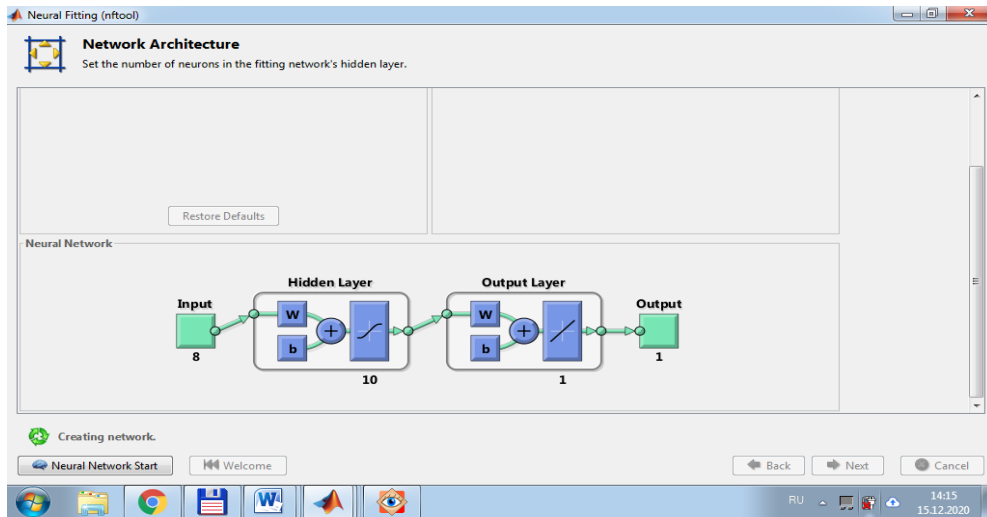 Neural Fitting (nftool)
Network Architecture
Set the number of neurons in the fitting network's hidden layer.
Restore Defaults
Neural Network
Hidden Layer
Output Layer
Input
Output
W
W
b
b
8
1
10
1
Creating network.
Neural Network Start
Welcome
Back
Next
Cancel
RU
14:15
15.12.2020